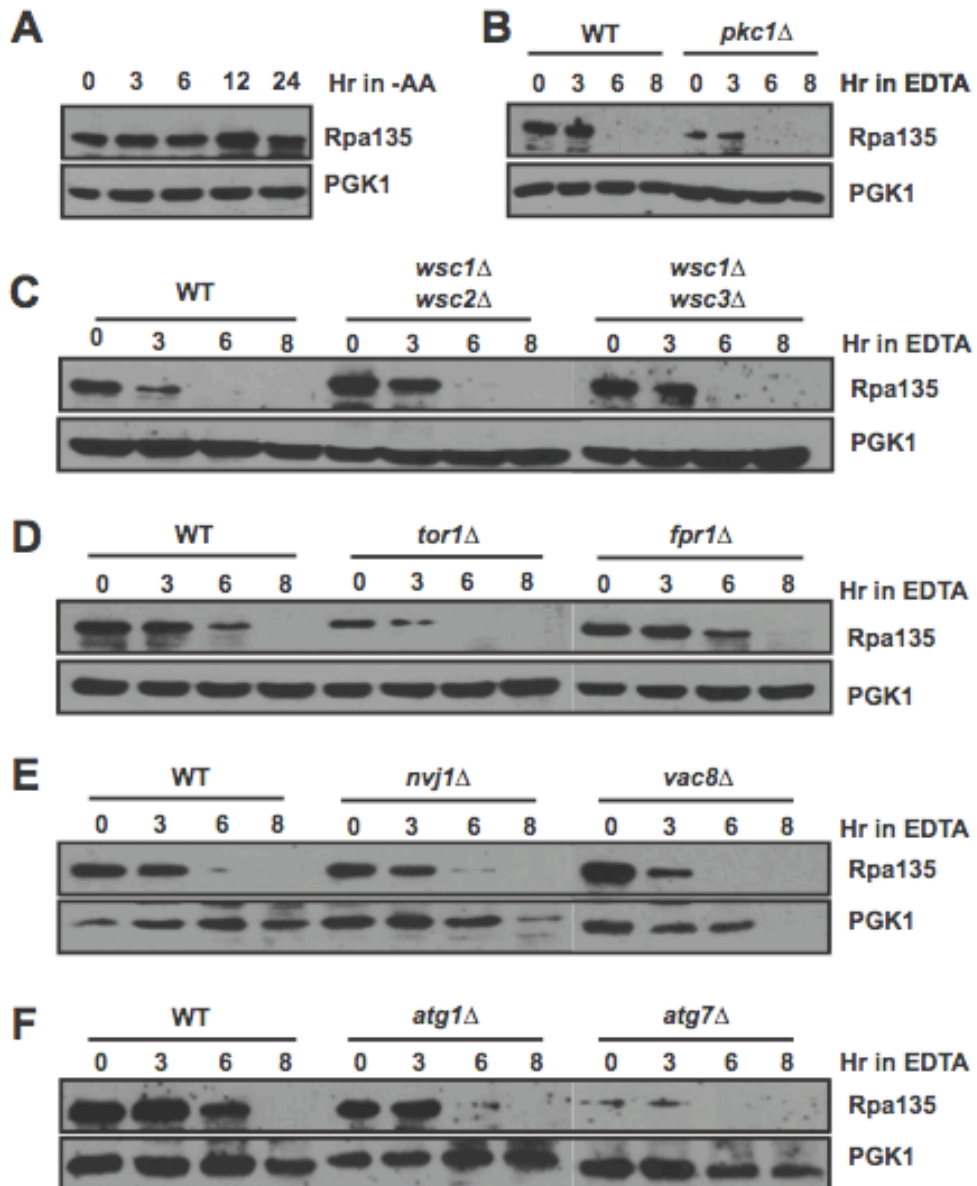 A
0 3 6 12 24 Hr in -AA
Rpa135
PGK1
B
WT pkc1Δ
0 3 6 8 0 3 6 8 Hr in EDTA
Rpa135
PGK1
C
WT wsc1Δ wsc2Δ wsc1Δ wsc3Δ
0 3 6 8 0 3 6 8 0 3 6 8 Hr in EDTA
Rpa135
PGK1
D
WT tor1Δ fpr1Δ
0 3 6 8 0 3 6 8 0 3 6 8 Hr in EDTA
Rpa135
PGK1
E
WT nvj1Δ vac8Δ
0 3 6 8 0 3 6 8 0 3 6 8 Hr in EDTA
Rpa135
PGK1
F
WT atg1Δ atg7Δ
0 3 6 8 0 3 6 8 0 3 6 8 Hr in EDTA
Rpa135
PGK1